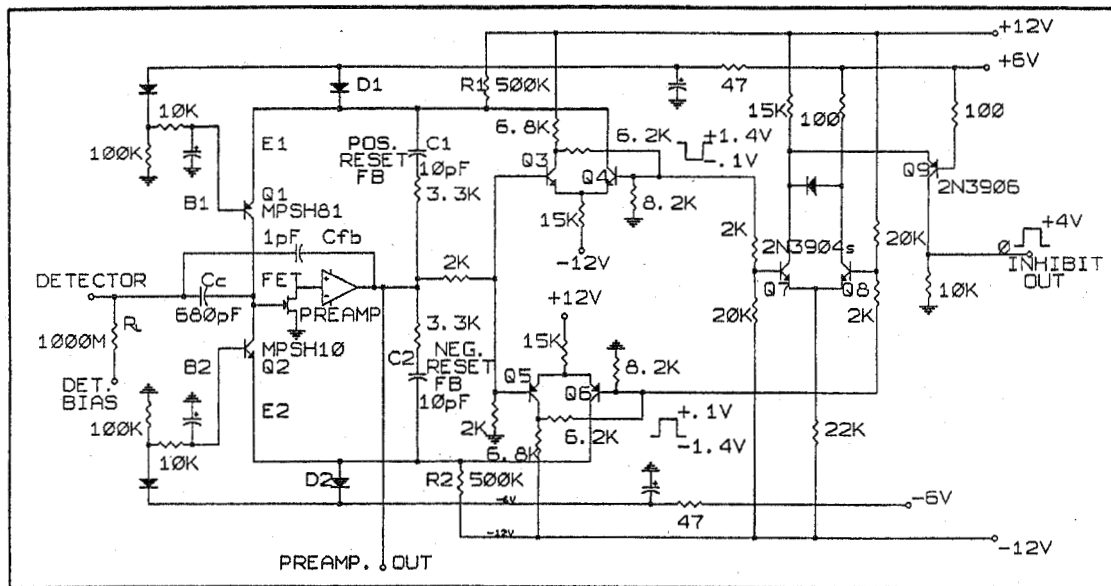 +12V
+6V
D1
R1 500K
47
10K
15K
100
100
6.8K
6.2K
+1.4V
-.1V
100K
E1
POS.
RESET
FB
C1
10pF
3.3K
Q3
Q4
Q9
2N3906
Q1
B1
MPSH81
8.2K
15K
-12V
2K
2N3904s
20K
+4V
0
INHIBIT
OUT
1pF Cfb
2K
DETECTOR
Cc
FET
680pF
PREAMP
+
-
+12V
Q7
Q8
10K
RL
1000M
3.3K
20K
2K
MPSH10
Q2
B2
C2
NEG.
RESET
FB
10pF
15K
8.2K
DET.
BIAS
Q5
Q6
E2
100K
2K
6.2K
+.1V
-1.4V
22K
10K
6.8K
D2
R2 500K
-6V
47
-6V
-12V
-12V
PREAMP. OUT